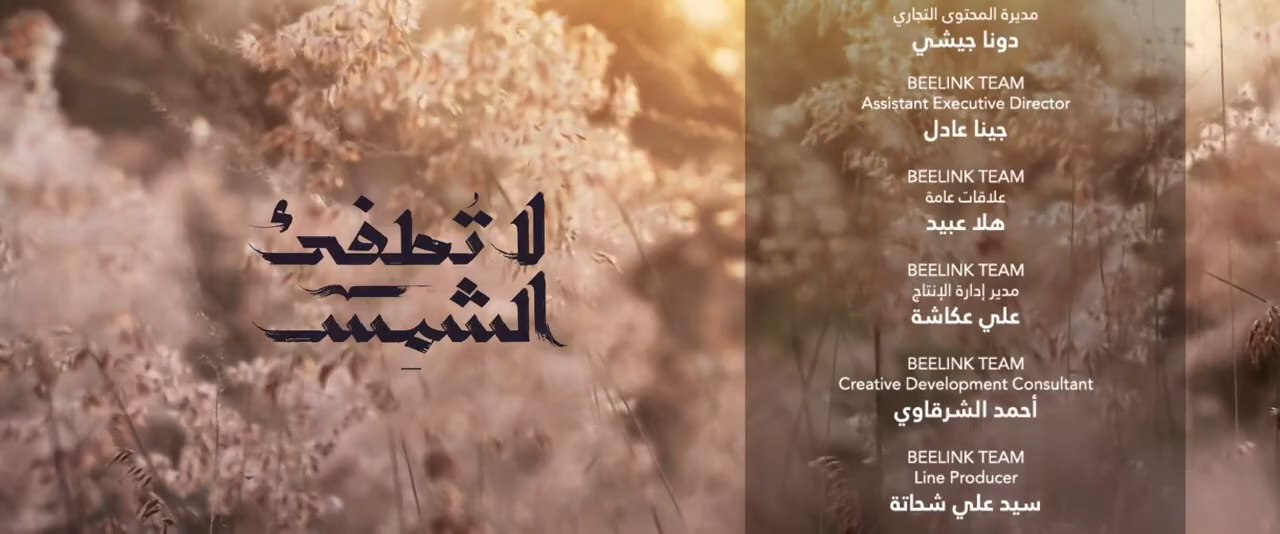 لا تُطفئ
الشمسِ
مديرة المحتوى التجاري
دونا جيشي
BEELINK TEAM
Assistant Executive Director
جينا عادل
BEELINK TEAM
علاقات عامة
هلا عبيد
BEELINK TEAM
مدير إدارة الإنتاج
علي عكاشة
BEELINK TEAM
Creative Development Consultant
أحمد الشرقاوي
BEELINK TEAM
Line Producer
سيد علي شحاتة